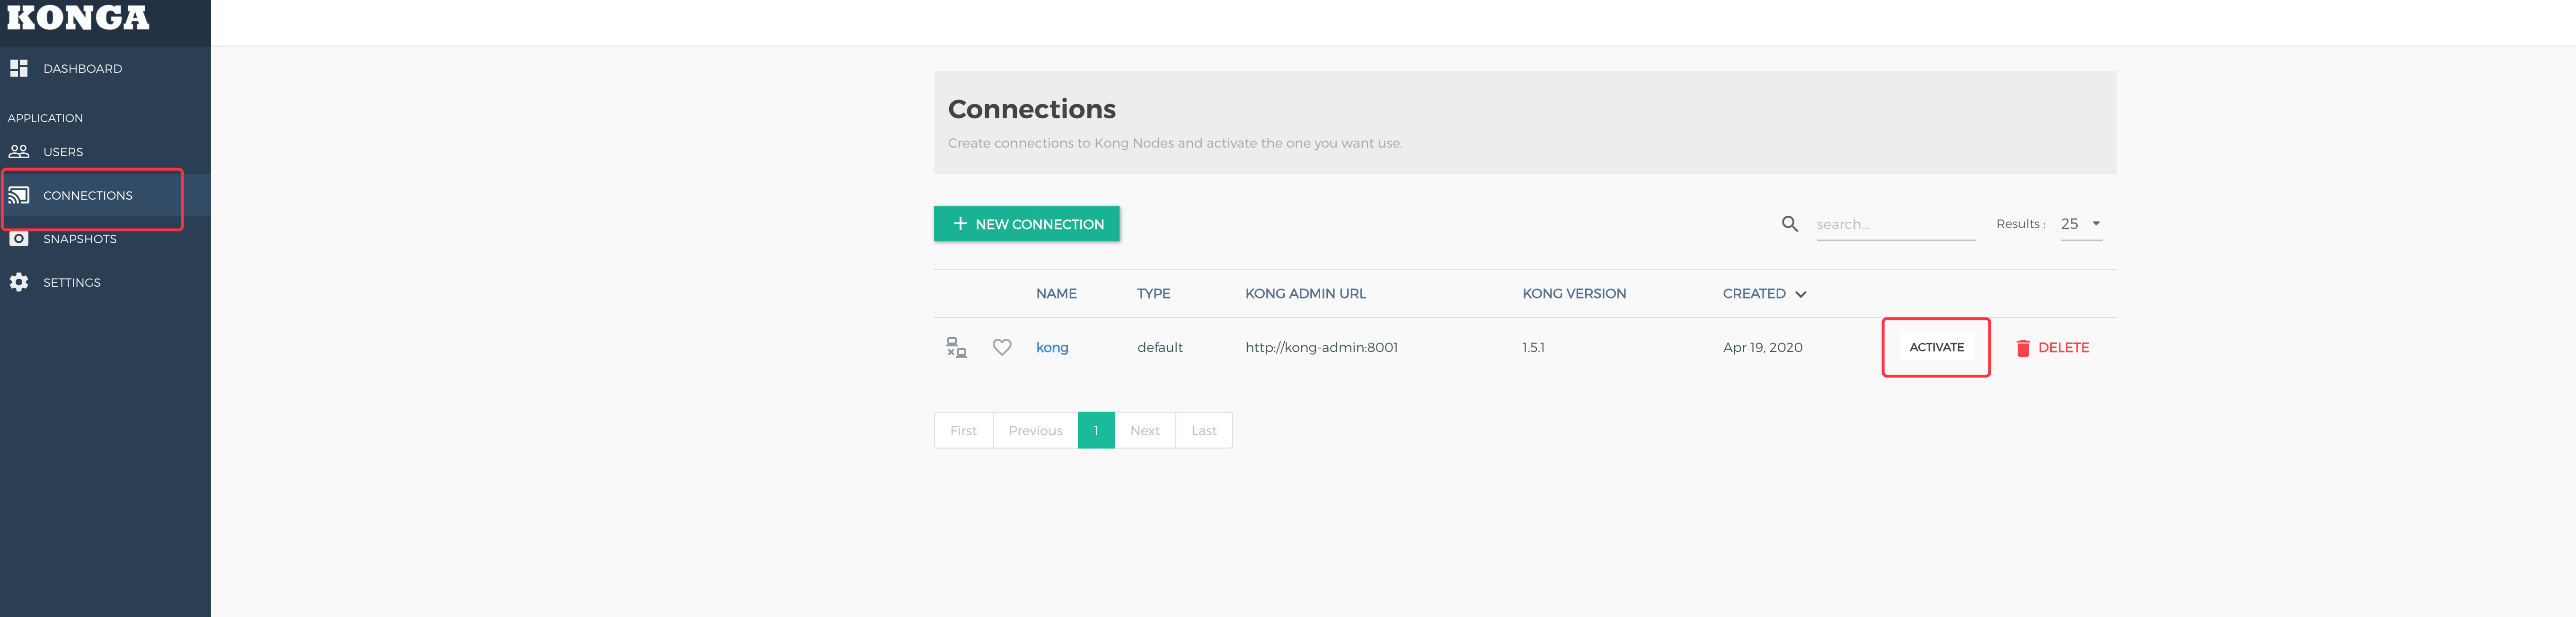 KONGA
DASHBOARD
APPLICATION
USERS
CONNECTIONS
SNAPSHOTS
SETTINGS
Connections
Create connections to Kong Nodes and activate the one you want use.
NEW CONNECTION
search...
Results : 25
NAME TYPE KONG ADMIN URL KONG VERSION CREATED
kong default http://kong-admin:8001 1.5.1 Apr 19, 2020 ACTIVATE DELETE
First Previous 1 Next Last